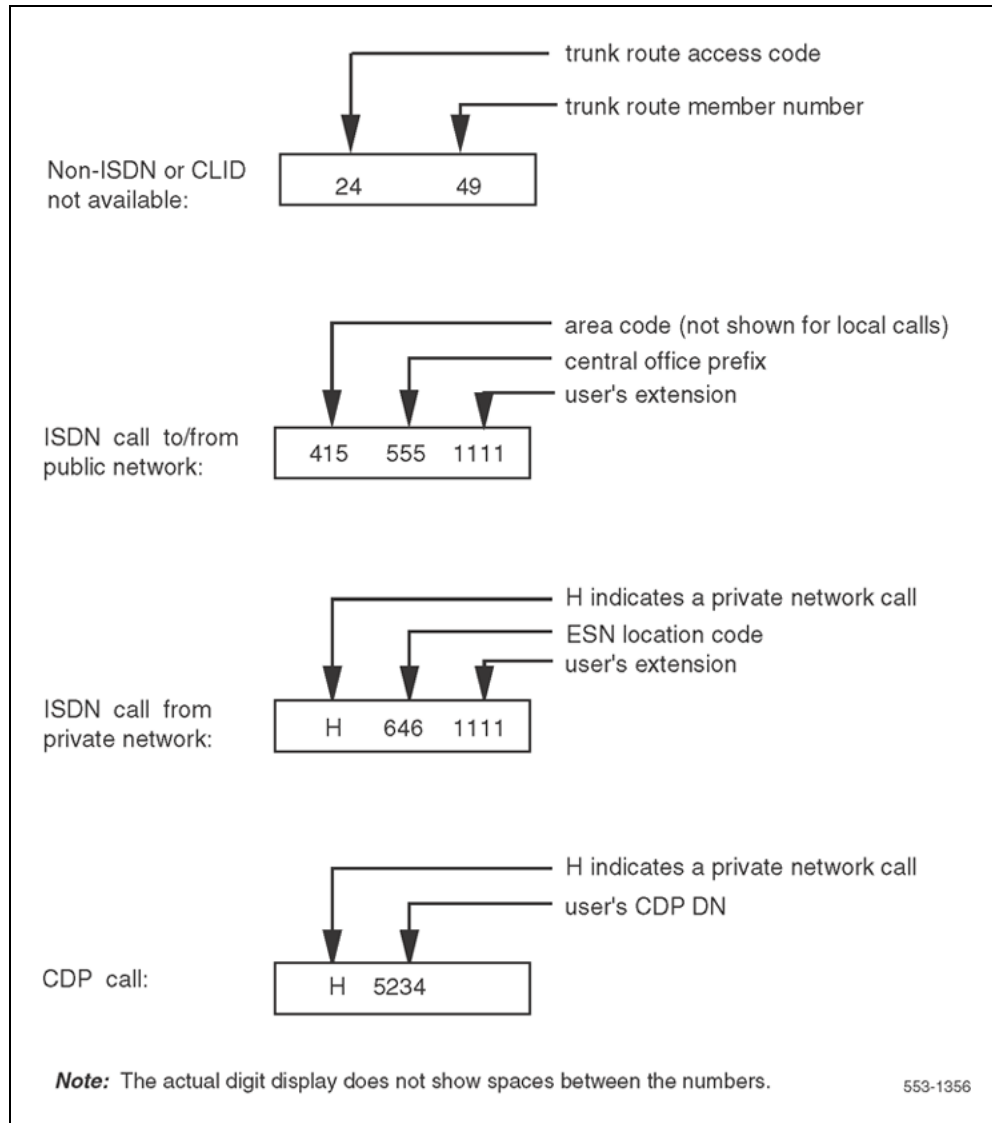 trunk route access code
trunk route member number
Non-ISDN or CLID
not available:
24 49
area code (not shown for local calls)
central office prefix
user's extension
ISDN call to/from
public network:
415 555 1111
H indicates a private network call
ESN location code
user's extension
ISDN call from
private network:
H 646 1111
H indicates a private network call
user's CDP DN
CDP call:
H 5234
Note: The actual digit display does not show spaces between the numbers.
553-1356